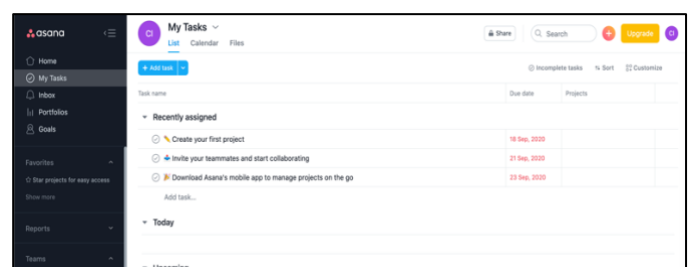 asana
Home
My Tasks
Inbox
Portfolios
Goals
Favorites
Star projects for easy access
Show more
Reports
Teams
CI
My Tasks
List Calendar Files
Share
Search
Upgrade
CI
+ Add task
Incomplete tasks Sort Customize
Task name Due date Projects
Recently assigned
Create your first project 18 Sep, 2020
Invite your teammates and start collaborating 21 Sep, 2020
Download Asana's mobile app to manage projects on the go 23 Sep, 2020
Add task...
Today
Upcoming